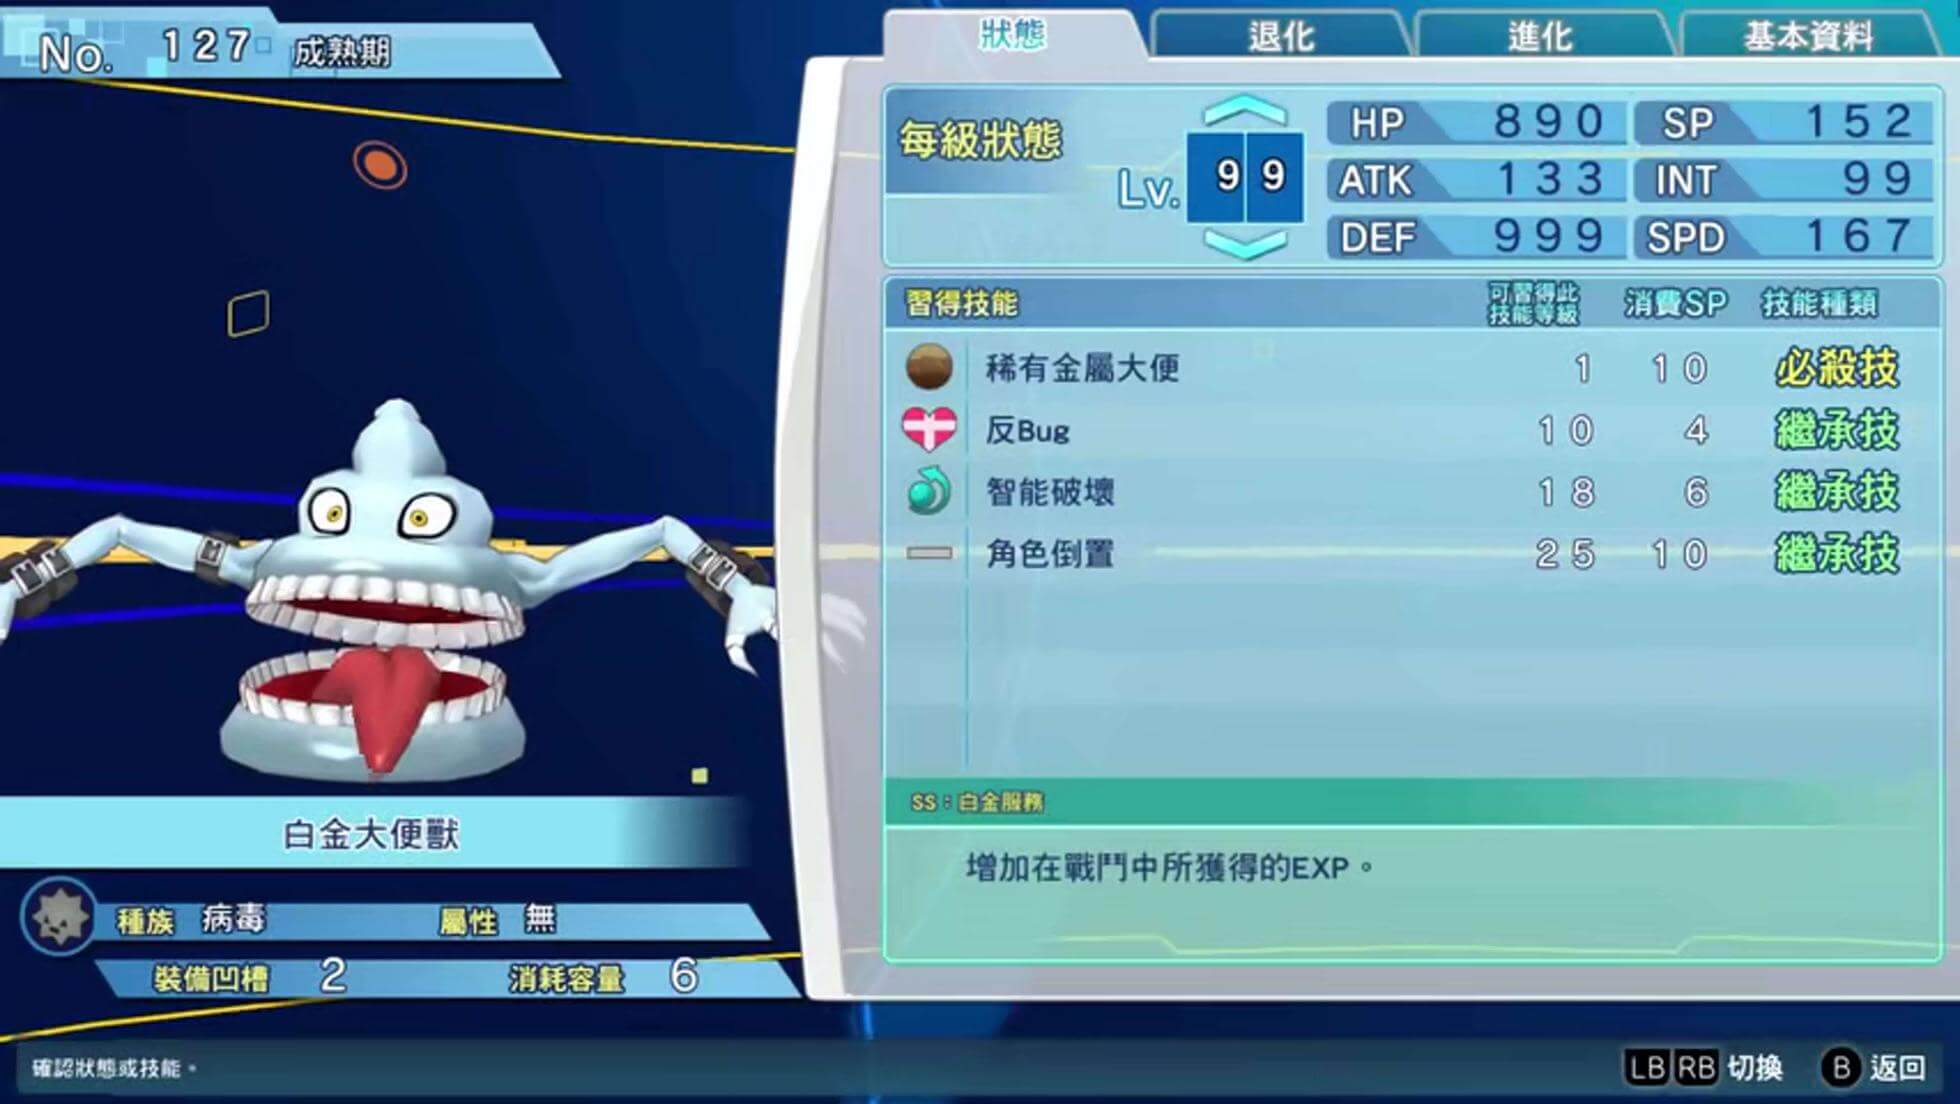 No. 127 成熟期
狀態 退化 進化 基本資料
每級狀態
Lv. 99
HP 890 SP 152
ATK 133 INT 99
DEF 999 SPD 167
習得技能 可習得此技能等級 消費SP 技能種類
稀有金屬大便 1 10 必殺技
反Bug 10 4 繼承技
智能破壞 18 6 繼承技
角色倒置 25 10 繼承技
SS：白金服務
增加在戰鬥中所獲得的EXP。
白金大便獸
種族 病毒 屬性 無
裝備凹槽 2 消耗容量 6
確認狀態或技能。
LB RB 切換 B 返回